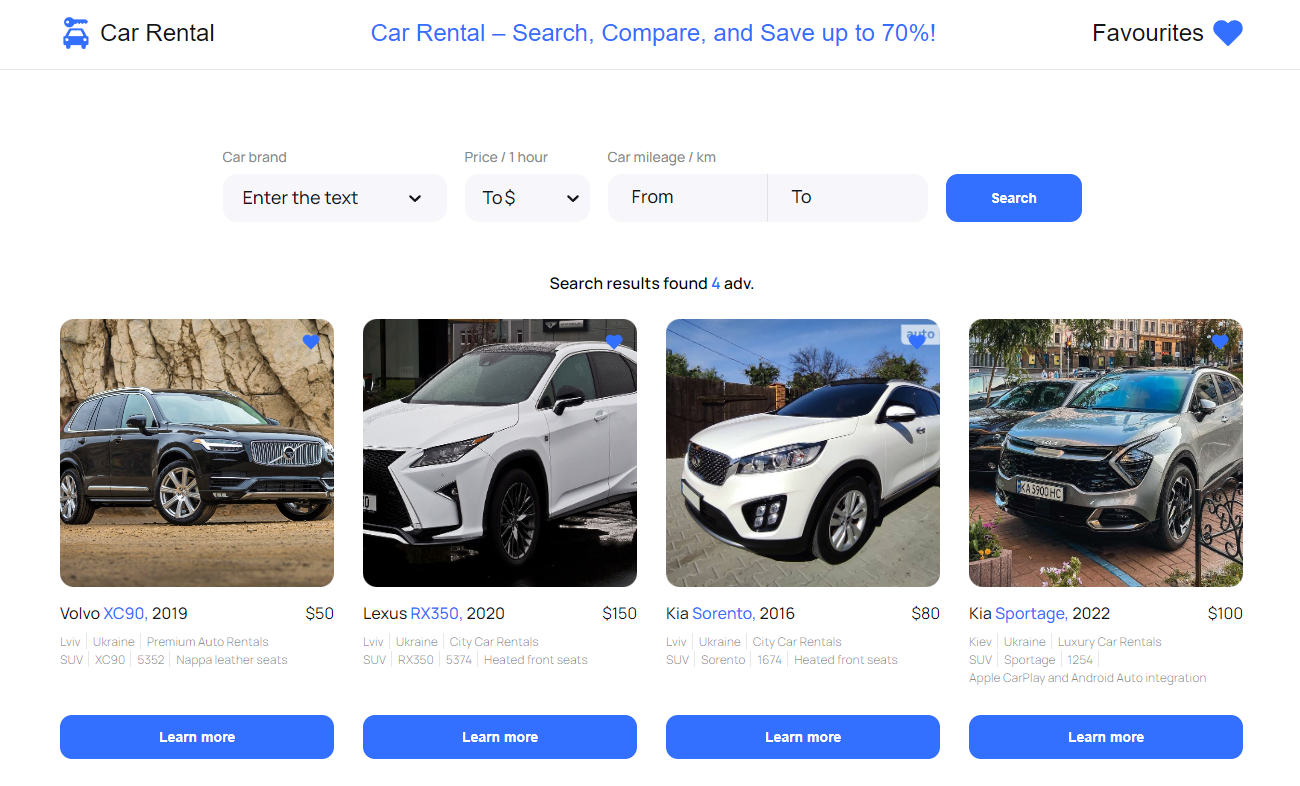 Car Rental
Car Rental – Search, Compare, and Save up to 70%!
Favourites
Car brand
Price / 1 hour
Car mileage / km
Enter the text
To $
From
To
Search
Search results found 4 adv.
auto
KA 5900 HC
Volvo XC90, 2019
$50
Lviv Ukraine Premium Auto Rentals
SUV XC90 5352 Nappa leather seats
Learn more
Lexus RX350, 2020
$150
Lviv Ukraine City Car Rentals
SUV RX350 5374 Heated front seats
Learn more
Kia Sorento, 2016
$80
Lviv Ukraine City Car Rentals
SUV Sorento 1674 Heated front seats
Learn more
Kia Sportage, 2022
$100
Kiev Ukraine Luxury Car Rentals
SUV Sportage 1254
Apple CarPlay and Android Auto integration
Learn more